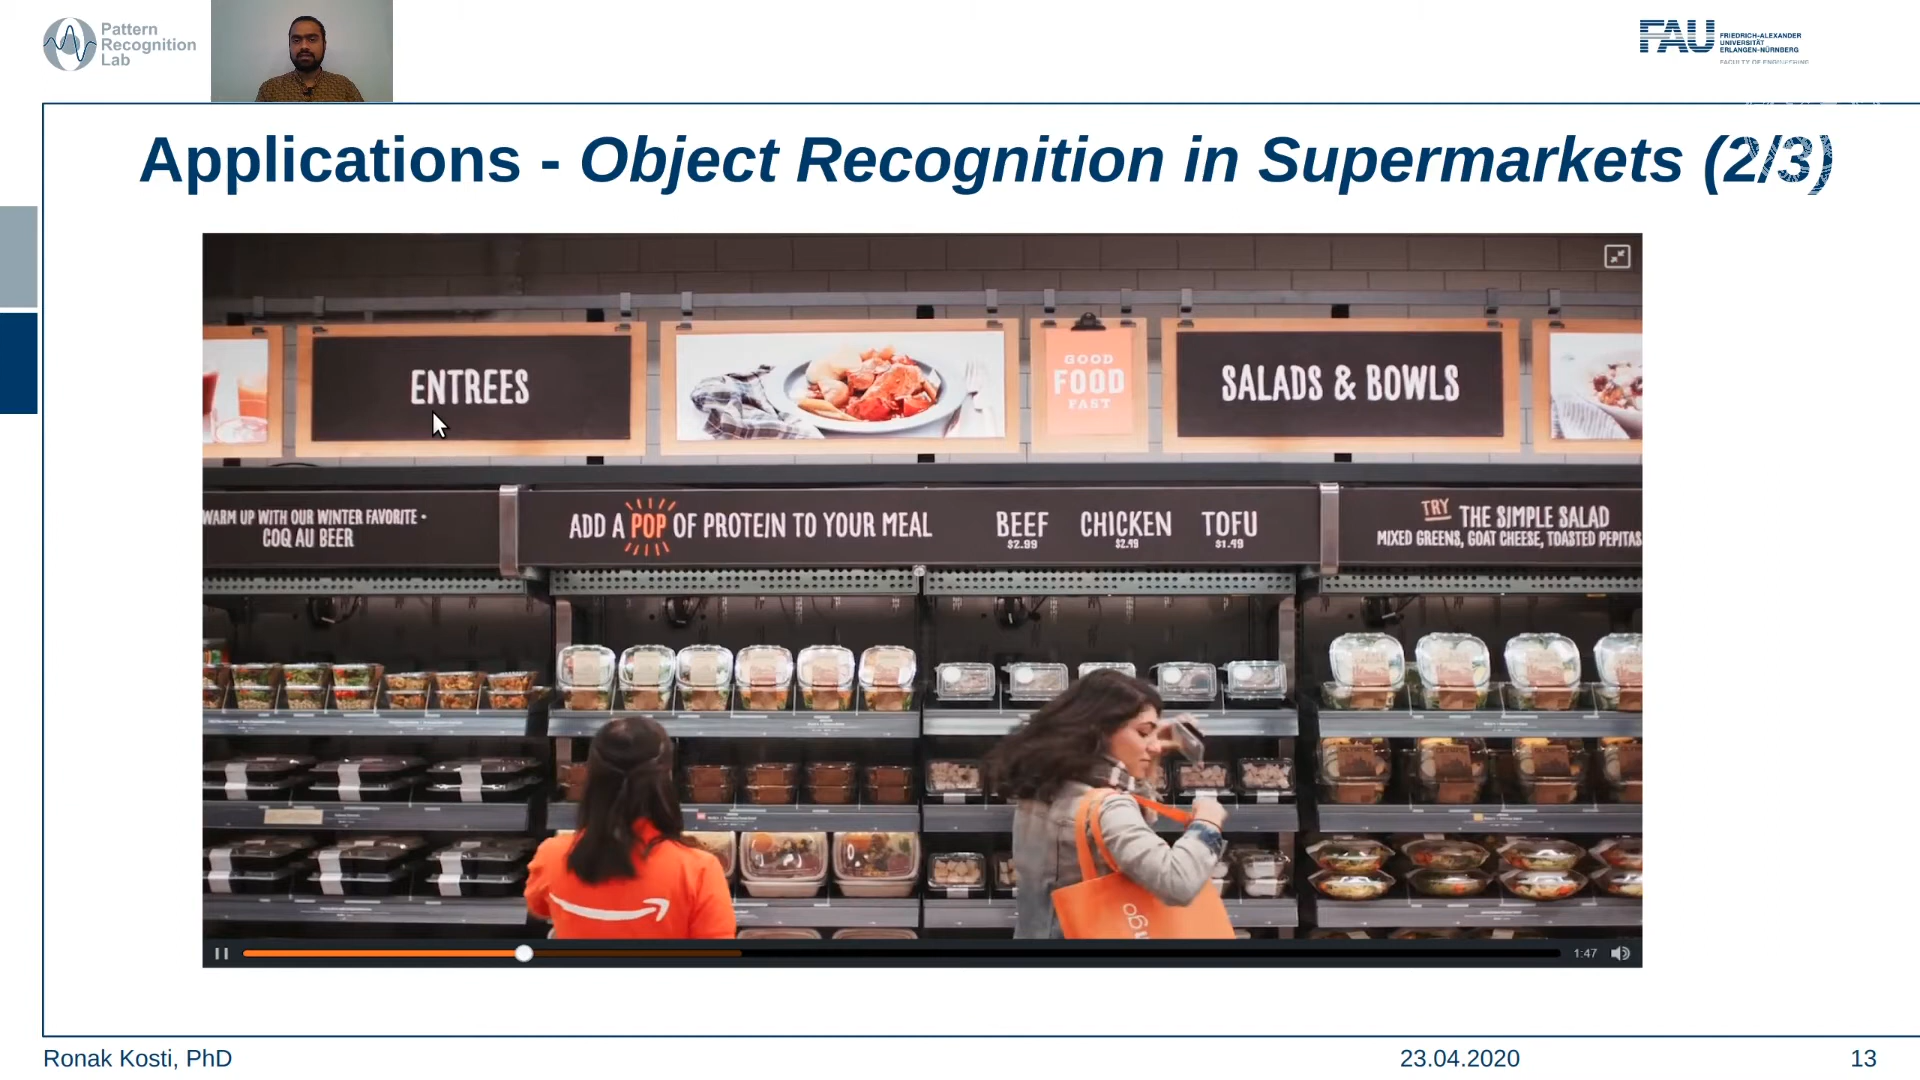 Pattern
Recognition
Lab
FAU
FRIEDRICH-ALEXANDER
UNIVERSITÄT
ERLANGEN-NÜRNBERG
FACULTY OF ENGINEERING
Applications - Object Recognition in Supermarkets (2/3)
ENTREES
GOOD
FOOD
FAST
SALADS & BOWLS
WARM UP WITH OUR WINTER FAVORITE -
COQ AU BEER
ADD A POP OF PROTEIN TO YOUR MEAL
BEEF CHICKEN TOFU
$2.99 $2.49 $1.49
TRY THE SIMPLE SALAD
MIXED GREENS, GOAT CHEESE, TOASTED PEPITAS
go
1:47
Ronak Kosti, PhD
23.04.2020
13